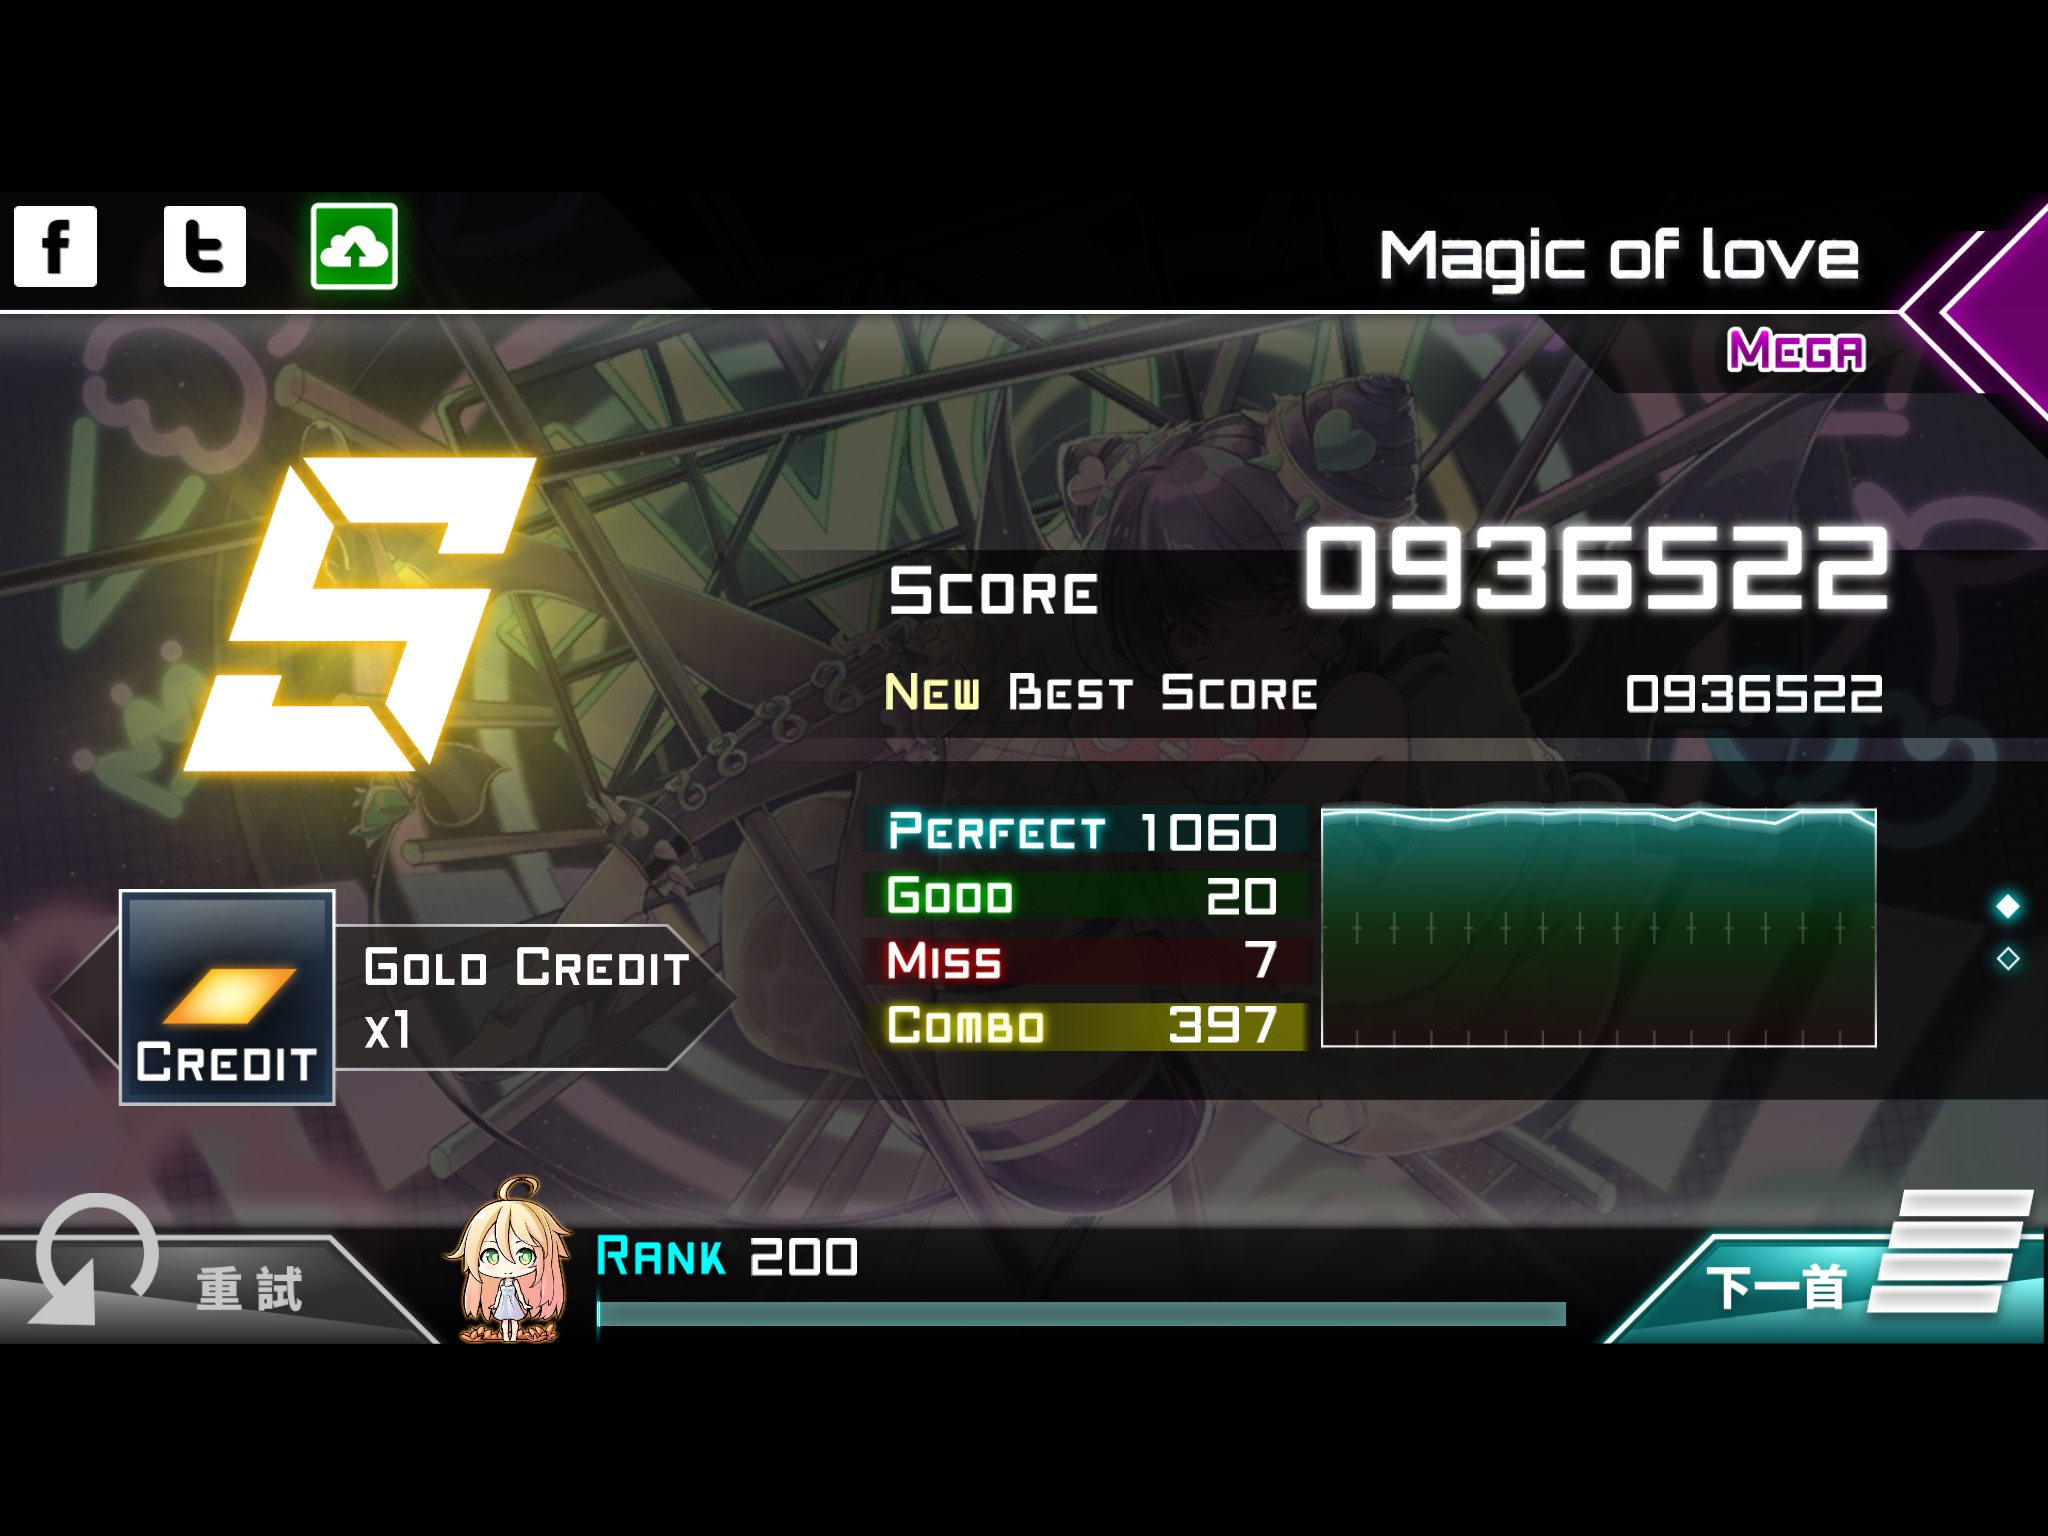 f
t
Magic of love
MEGA
S
SCORE 0936522
NEW BEST SCORE 0936522
PERFECT 1060
GOOD 20
MISS 7
COMBO 397
CREDIT
GOLD CREDIT
x1
重試
RANK 200
下一首